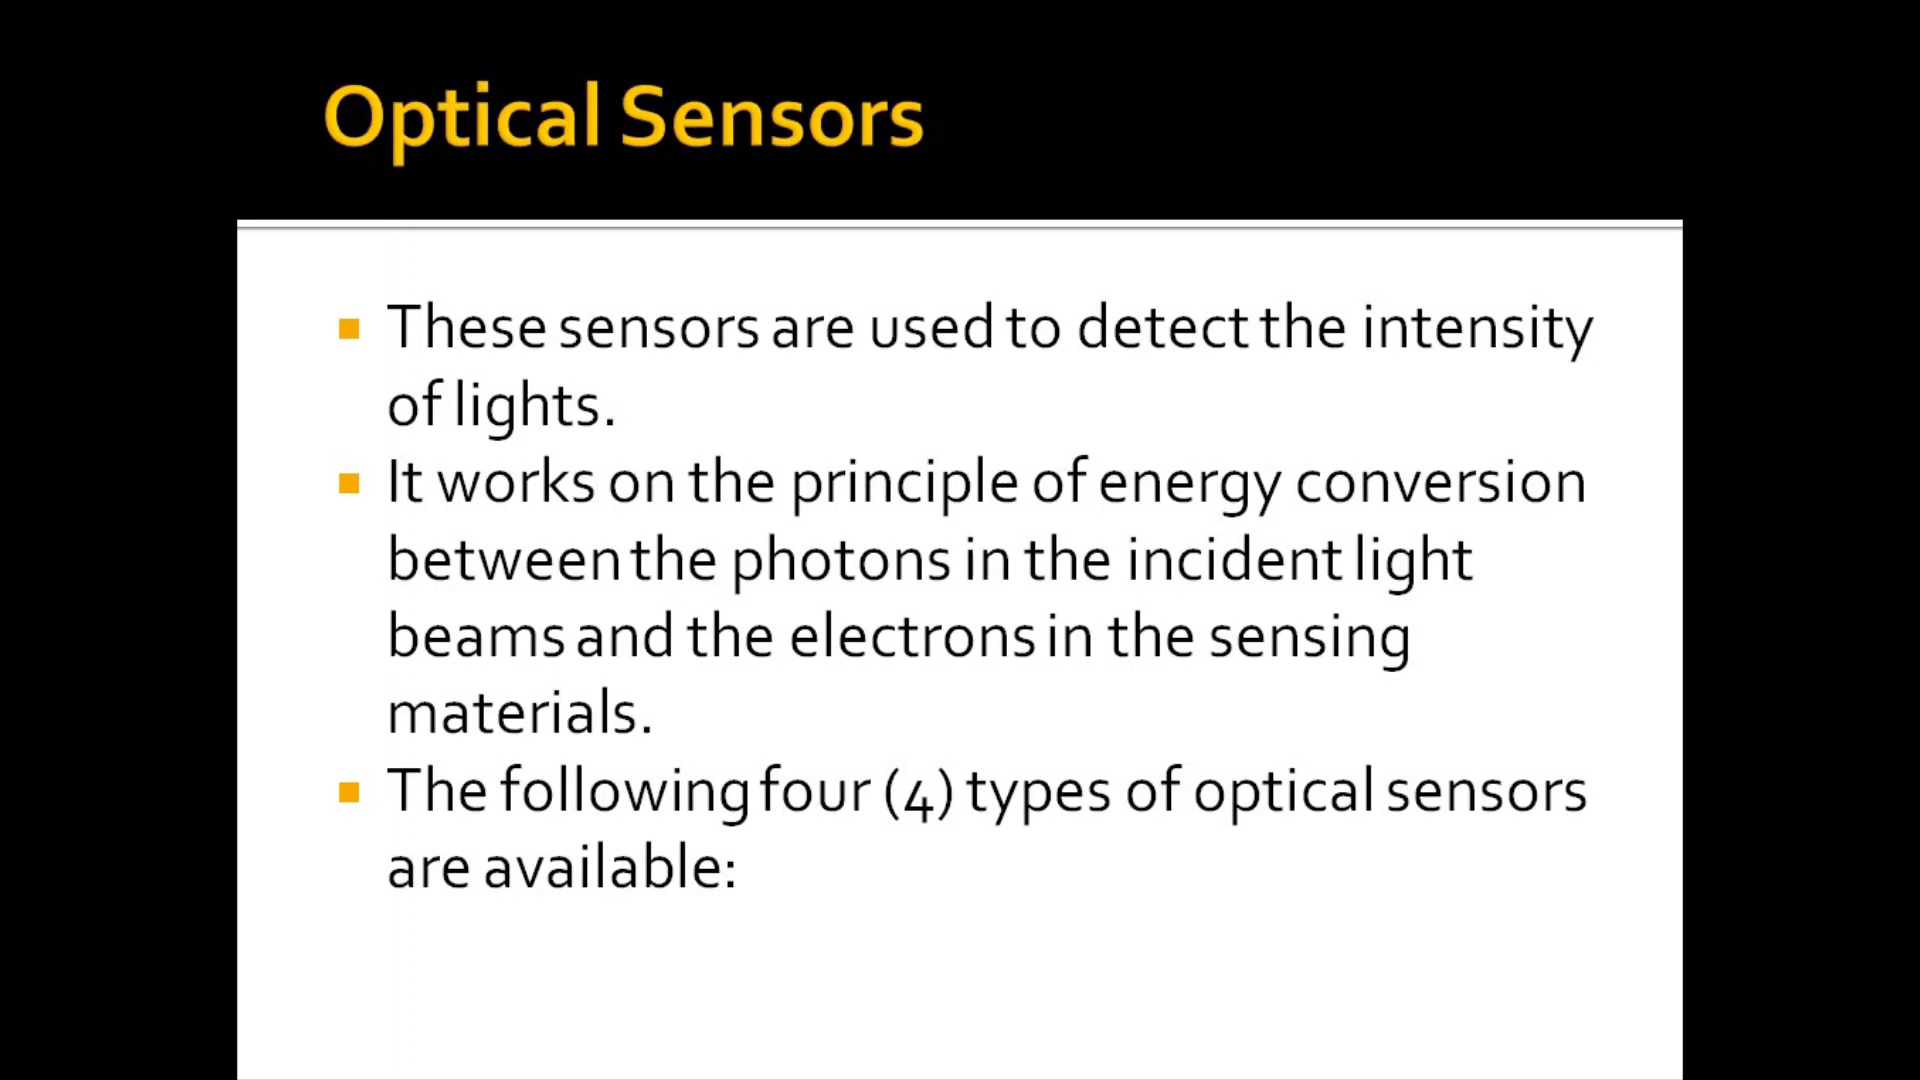 Optical Sensors
These sensors are used to detect the intensity
of lights.
It works on the principle of energy conversion
between the photons in the incident light
beams and the electrons in the sensing
materials.
The following four (4) types of optical sensors
are available: